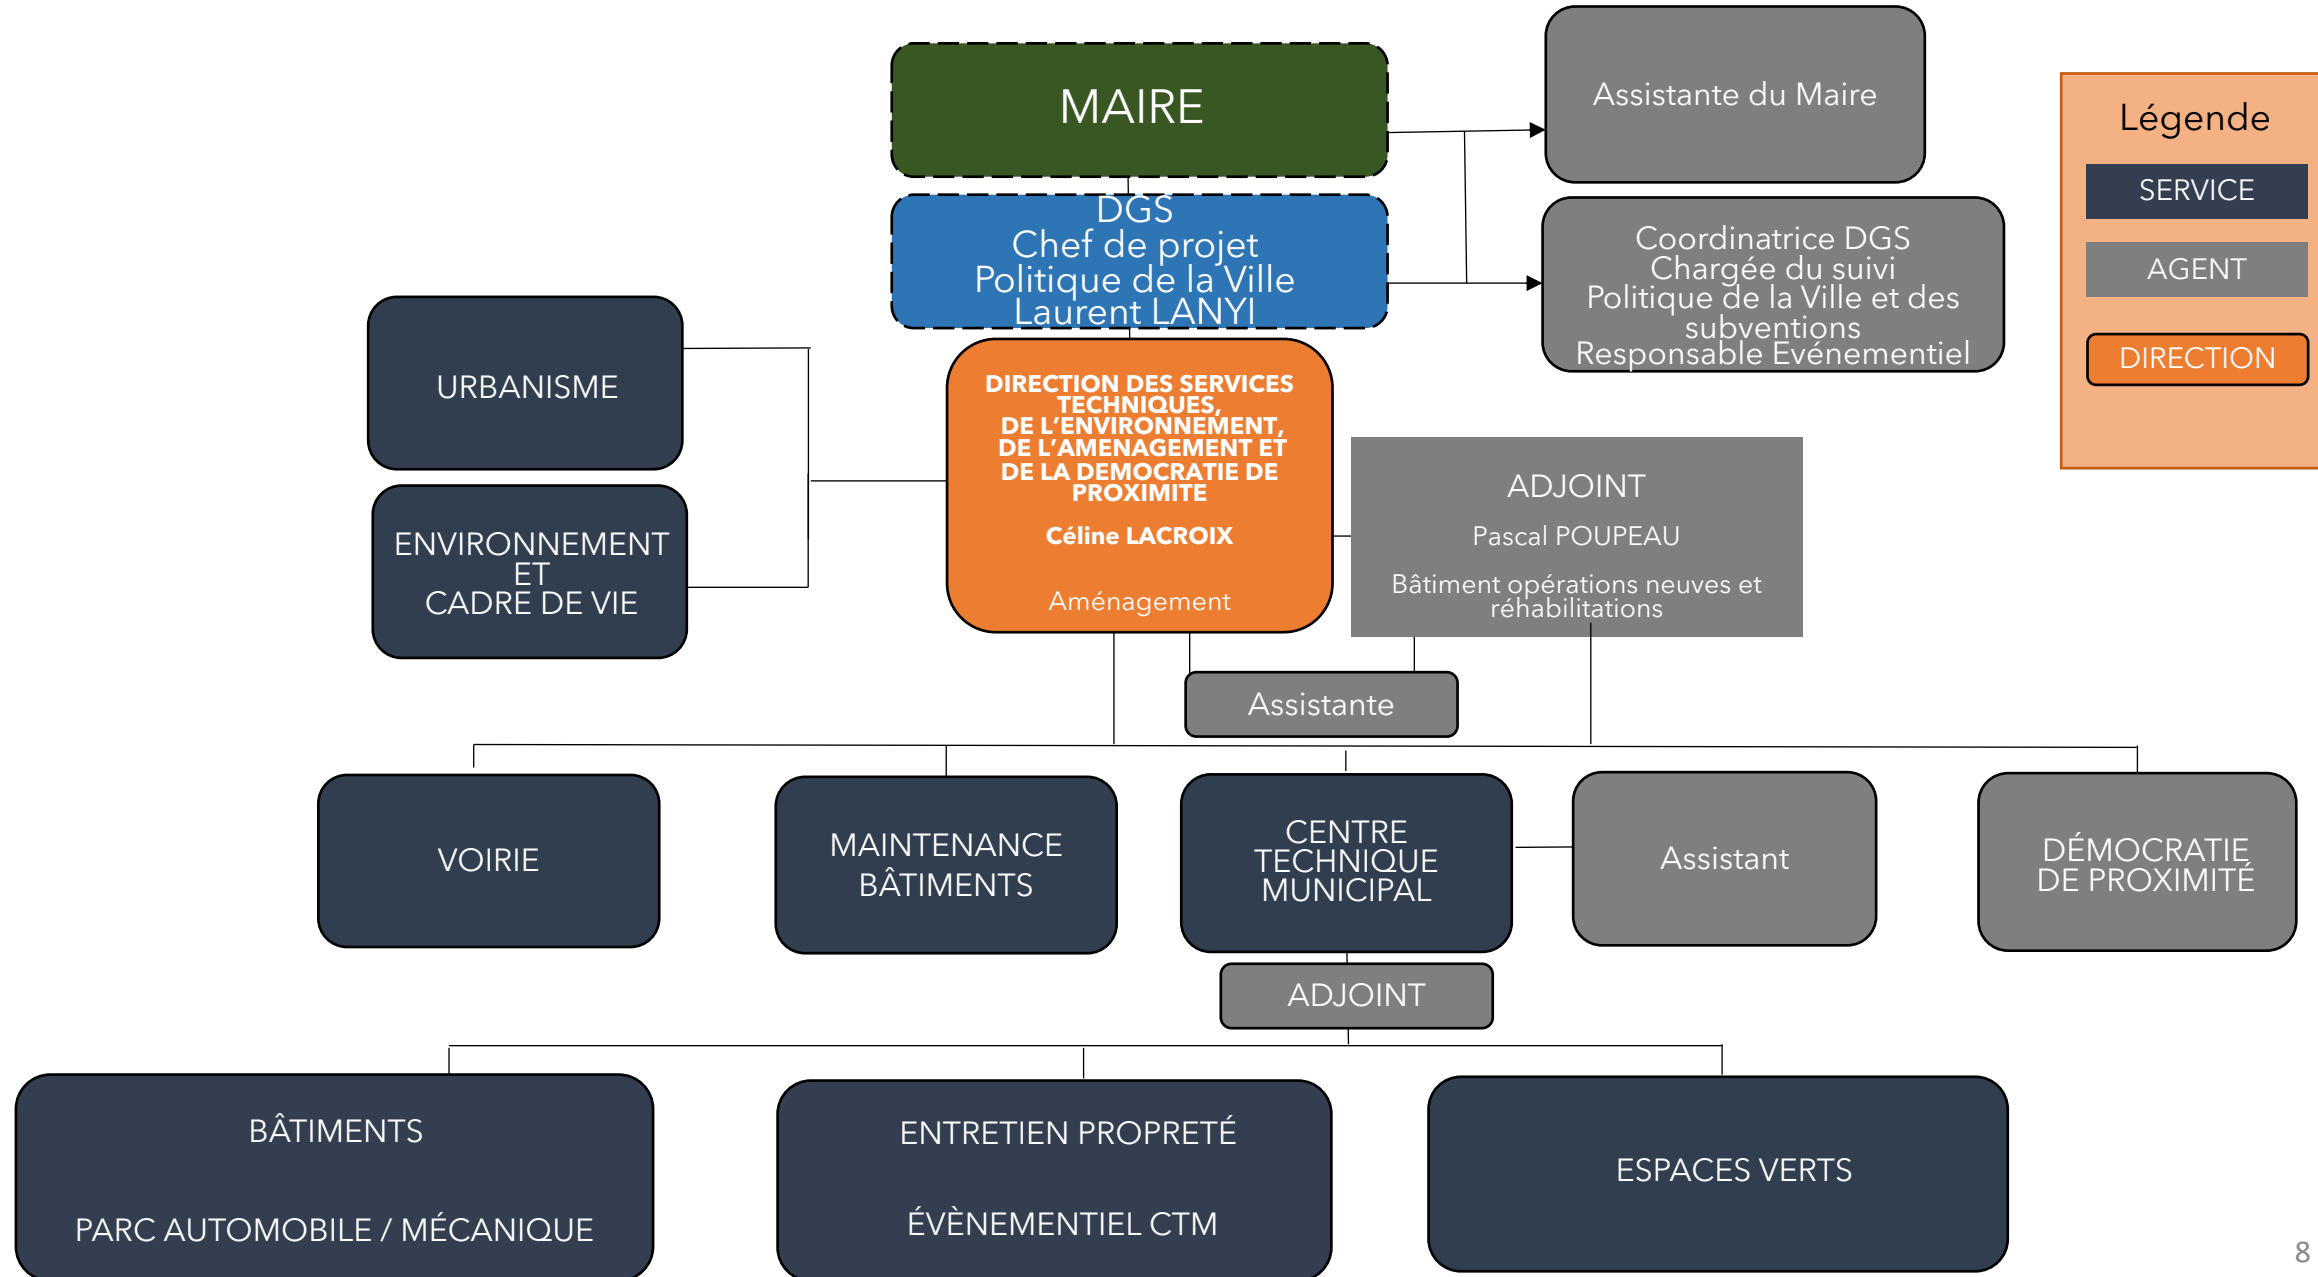 MAIRE
Assistante du Maire
Légende
SERVICE
AGENT
DIRECTION
DGS
Chef de projet
Politique de la Ville
Laurent LANYI
Coordinatrice DGS
Chargée du suivi
Politique de la Ville et des
subventions
Responsable Evénementiel
URBANISME
ENVIRONNEMENT
ET
CADRE DE VIE
DIRECTION DES SERVICES
TECHNIQUES,
DE L’ENVIRONNEMENT,
DE L’AMENAGEMENT ET
DE LA DEMOCRATIE DE
PROXIMITE
Céline LACROIX
Aménagement
ADJOINT
Pascal POUPEAU
Bâtiment opérations neuves et
réhabilitations
Assistante
VOIRIE
MAINTENANCE
BÂTIMENTS
CENTRE
TECHNIQUE
MUNICIPAL
Assistant
DÉMOCRATIE
DE PROXIMITÉ
ADJOINT
BÂTIMENTS
PARC AUTOMOBILE / MÉCANIQUE
ENTRETIEN PROPRETÉ
ÉVÈNEMENTIEL CTM
ESPACES VERTS
8